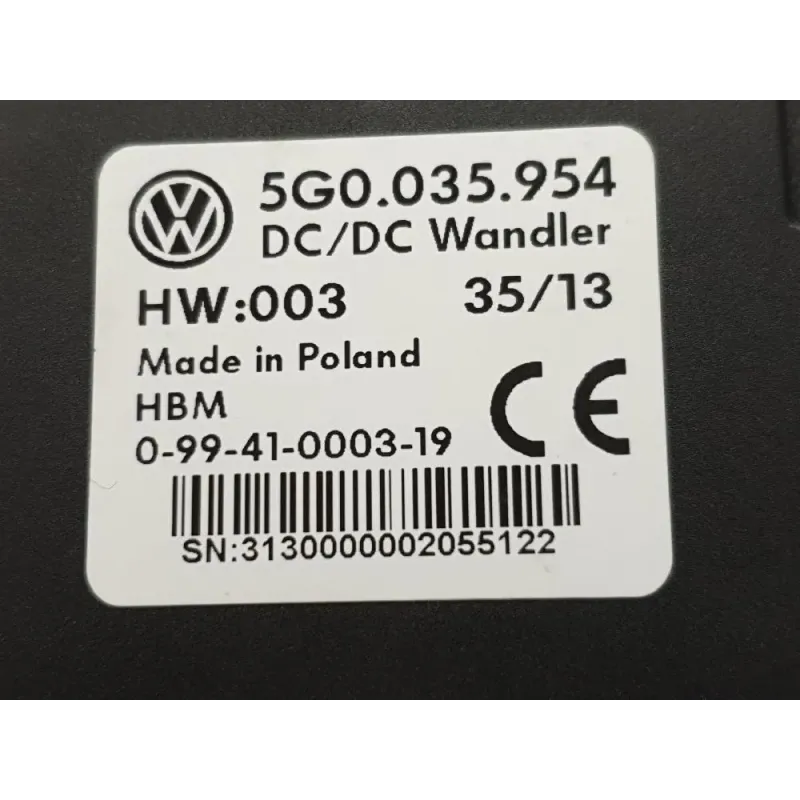 5G0.035.954
DC/DC Wandler
HW:003 35/13
Made in Poland
HBM
0-99-41-0003-19
CE
SN:3130000002055122